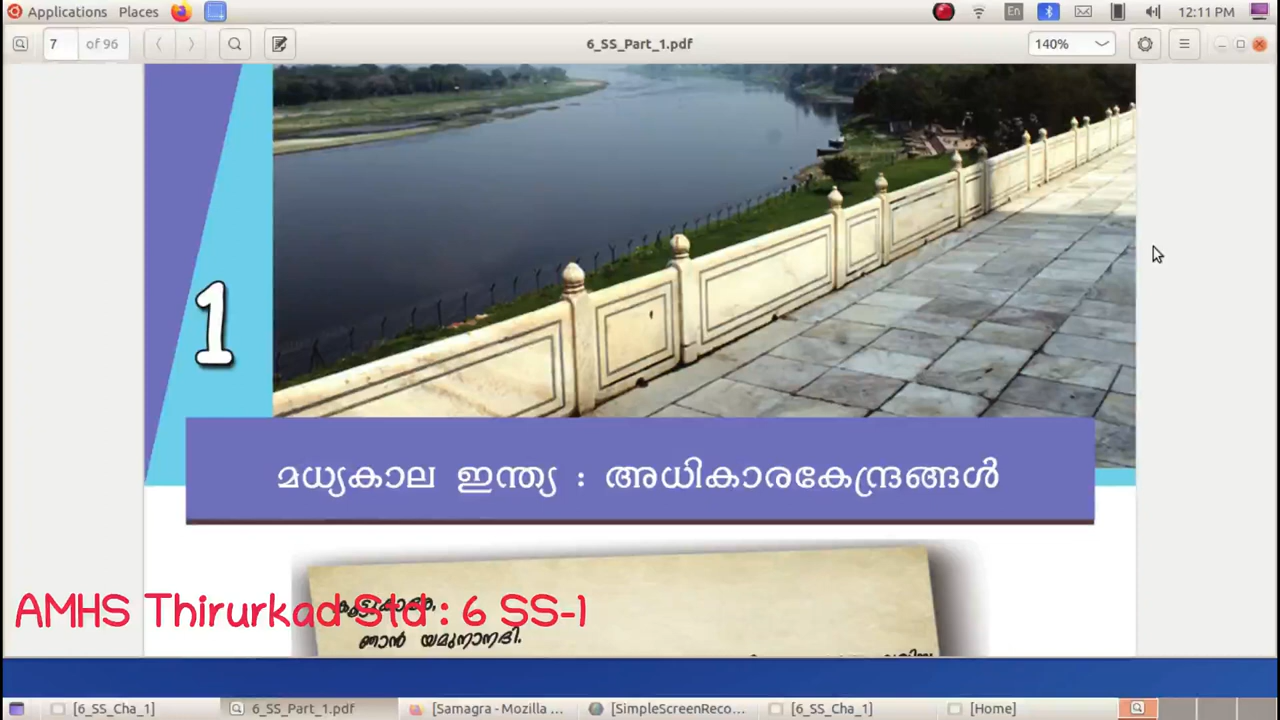 Applications Places En 12:11 PM
7 of 96 6_SS_Part_1.pdf 140%
1
മധ്യകാല ഇന്ത്യ : അധികാരകേന്ദ്രങ്ങൾ
കൂട്ടുകാരേ,
AMHS Thirurkad Std : 6 SS-1
ഞാൻ യമുനാനദി.
[6_SS_Cha_1] 6_SS_Part_1.pdf [Samagra - Mozilla ... [SimpleScreenReco... [6_SS_Cha_1] [Home]